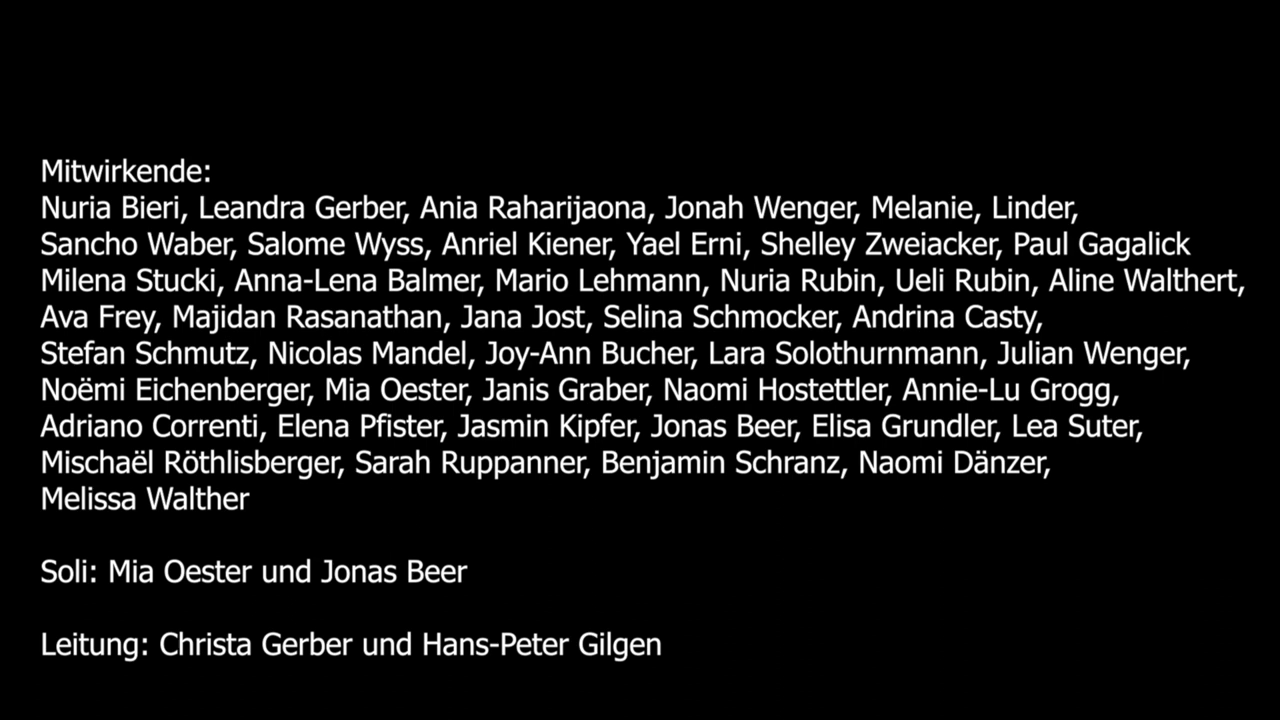 Mitwirkende:
Nuria Bieri, Leandra Gerber, Ania Raharijaona, Jonah Wenger, Melanie, Linder,
Sancho Waber, Salome Wyss, Anriel Kiener, Yael Erni, Shelley Zweiacker, Paul Gagalick
Milena Stucki, Anna-Lena Balmer, Mario Lehmann, Nuria Rubin, Ueli Rubin, Aline Walthert,
Ava Frey, Majidan Rasanathan, Jana Jost, Selina Schmocker, Andrina Casty,
Stefan Schmutz, Nicolas Mandel, Joy-Ann Bucher, Lara Solothurnmann, Julian Wenger,
Noëmi Eichenberger, Mia Oester, Janis Graber, Naomi Hostettler, Annie-Lu Grogg,
Adriano Correnti, Elena Pfister, Jasmin Kipfer, Jonas Beer, Elisa Grundler, Lea Suter,
Mischaël Röthlisberger, Sarah Ruppanner, Benjamin Schranz, Naomi Dänzer,
Melissa Walther
Soli: Mia Oester und Jonas Beer
Leitung: Christa Gerber und Hans-Peter Gilgen